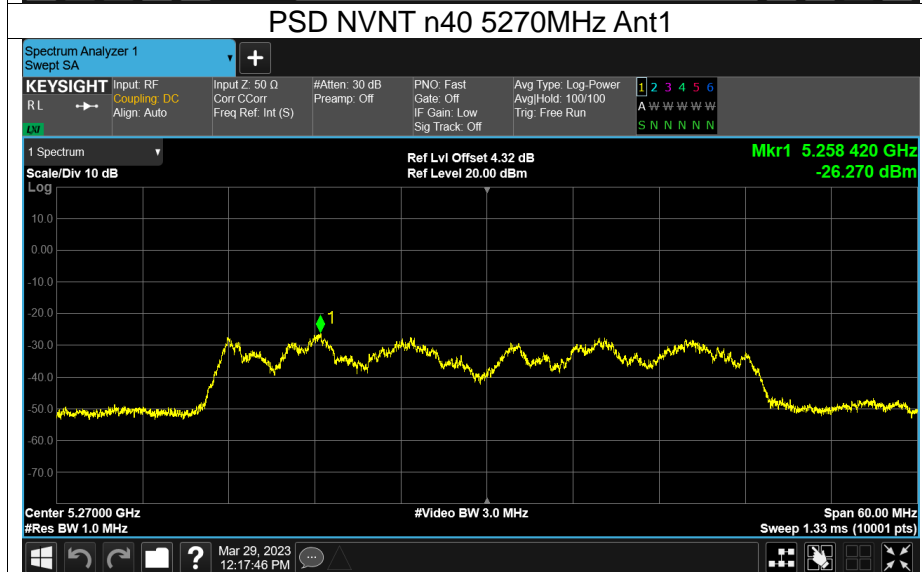 PSD NVNT n40 5270MHz Ant1
Spectrum Analyzer 1
Swept SA
+
KEYSIGHT Input: RF Input Z: 50 Ω #Atten: 30 dB PNO: Fast Avg Type: Log-Power 1 2 3 4 5 6
R L Coupling: DC Corr CCorr Preamp: Off Gate: Off Avg|Hold: 100/100 A W W W W W
Align: Auto Freq Ref: Int (S) IF Gain: Low Trig: Free Run
LXI Sig Track: Off S N N N N N
1 Spectrum Ref Lvl Offset 4.32 dB Mkr1 5.258 420 GHz
Scale/Div 10 dB Ref Level 20.00 dBm -26.270 dBm
Log
10.0
0.00
-10.0
-20.0
1
-30.0
-40.0
-50.0
-60.0
-70.0
Center 5.27000 GHz #Video BW 3.0 MHz Span 60.00 MHz
#Res BW 1.0 MHz Sweep 1.33 ms (10001 pts)
? Mar 29, 2023
12:17:46 PM